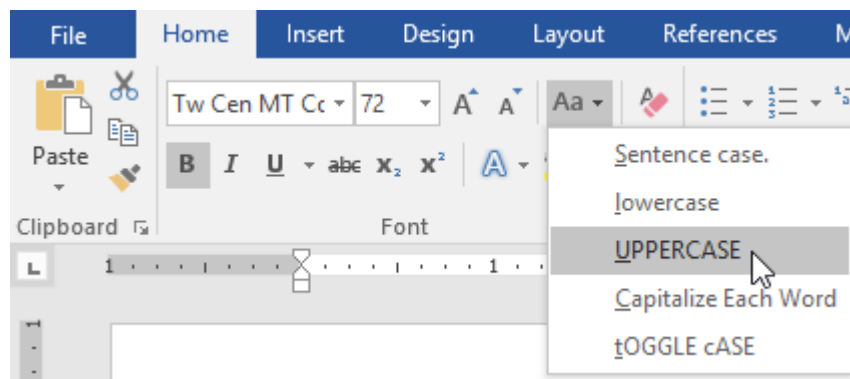 File Home Insert Design Layout References M
Tw Cen MT Cc 72 A A Aa
Paste B I U abc X₂ X² A
Clipboard Font
Sentence case.
lowercase
UPPERCASE
Capitalize Each Word
tOGGLE cASE
L 1 1
1